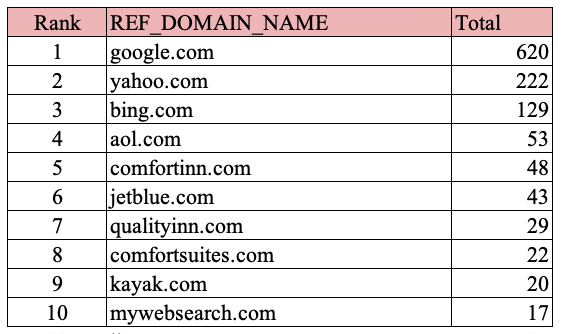 Rank REF_DOMAIN_NAME Total
1 google.com 620
2 yahoo.com 222
3 bing.com 129
4 aol.com 53
5 comfortinn.com 48
6 jetblue.com 43
7 qualityinn.com 29
8 comfortsuites.com 22
9 kayak.com 20
10 mywebsearch.com 17